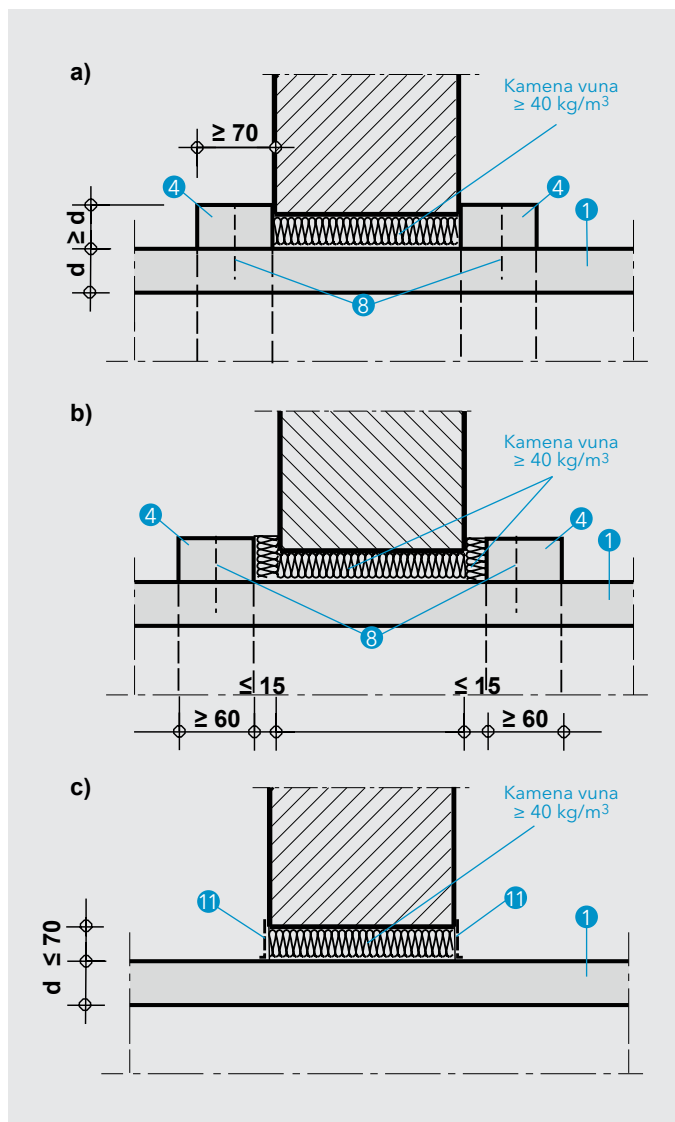 a)
Kamena vuna
≥ 40 kg/m³
≥ 70
4
4
1
≥ d
d
8
b)
Kamena vuna
≥ 40 kg/m³
4
4
1
8
≤ 15
≤ 15
≥ 60
≥ 60
c)
Kamena vuna
≥ 40 kg/m³
11
11
1
≤ 70
d